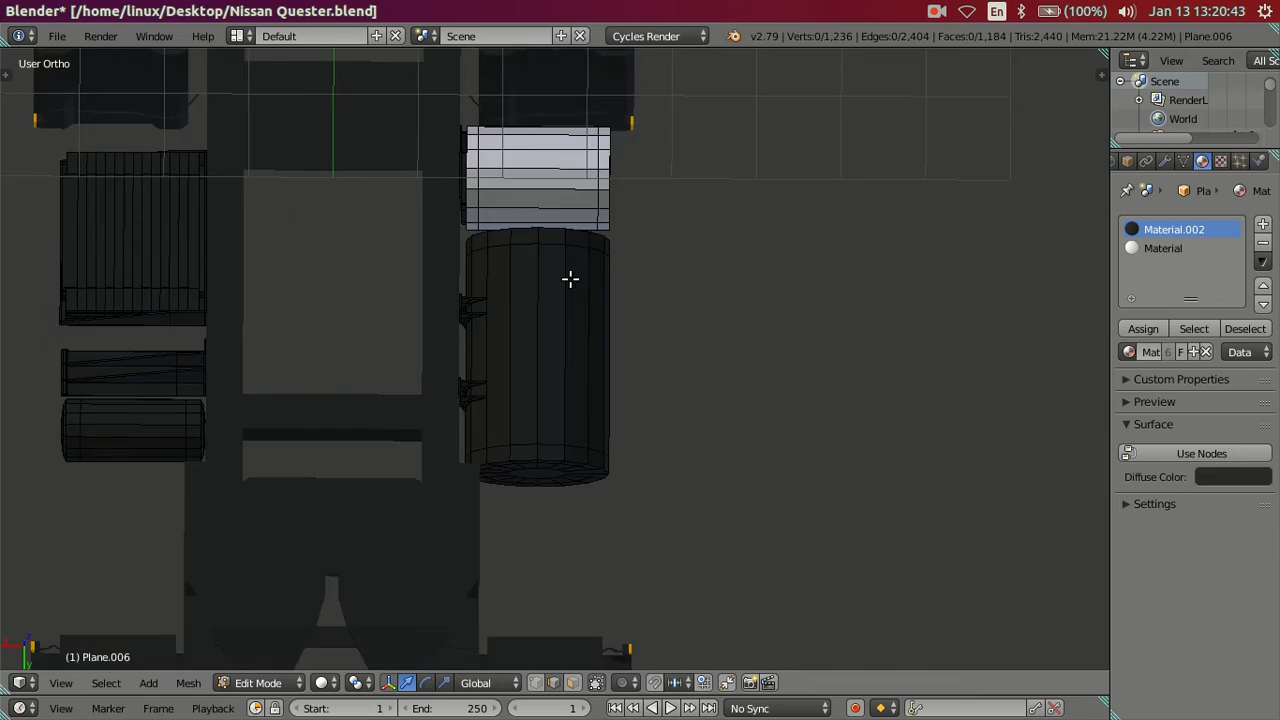 Blender* [/home/linux/Desktop/Nissan Quester.blend]
En
(100%)
Jan 13 13:20:43
File
Render
Window
Help
Default
Scene
Cycles Render
v2.79 | Verts:0/1,236 | Edges:0/2,404 | Faces:0/1,184 | Tris:2,440 | Mem:21.22M (4.22M) | Plane.006
User Ortho
View
Search
All Sc
Scene
RenderL
World
Pla
Mat
Material.002
Material
Assign
Select
Deselect
Mat
6
F
Data
Custom Properties
Preview
Surface
Use Nodes
Diffuse Color:
Settings
(1) Plane.006
View
Select
Add
Mesh
Edit Mode
Global
View
Marker
Frame
Playback
Start:
1
End:
250
1
No Sync